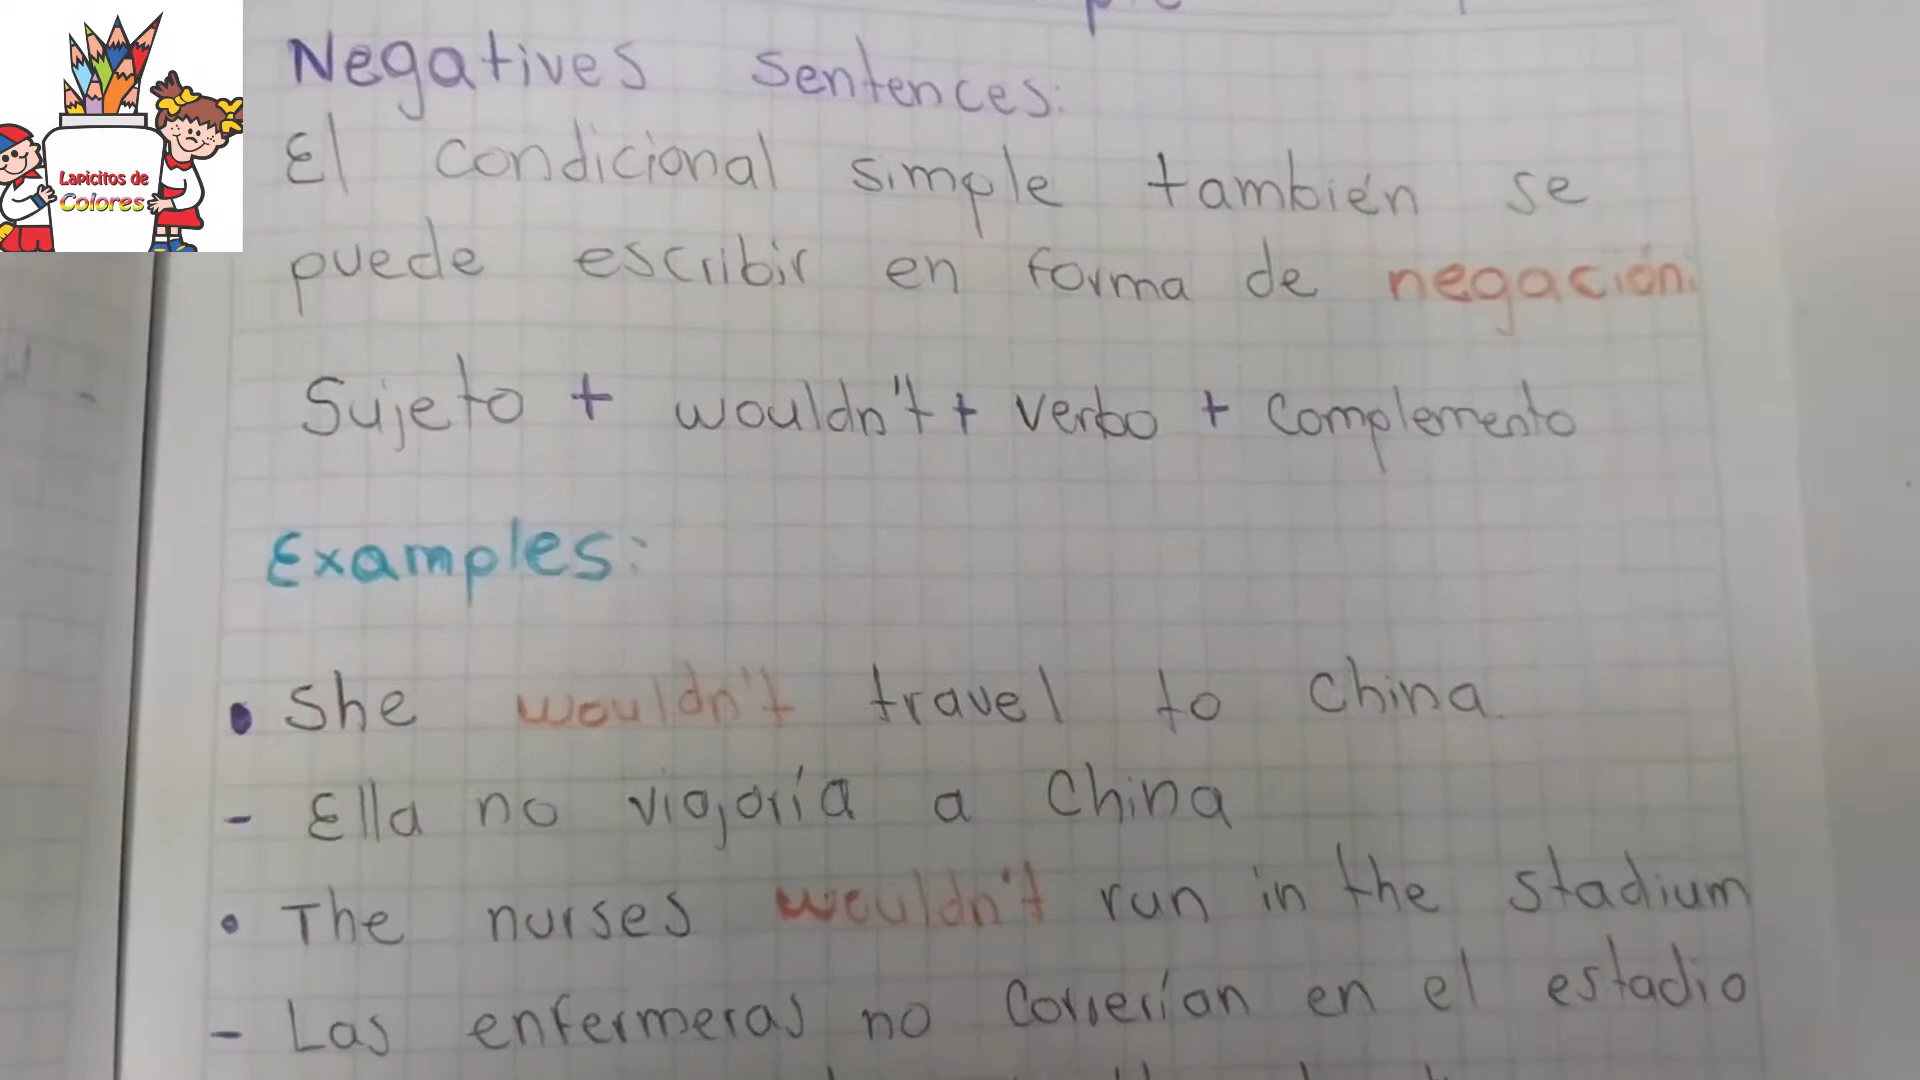 Lapicitos de
Colores
Negatives sentences:
El condicional simple también se
puede escribir en forma de negación:
Sujeto + wouldn't + verbo + complemento
Examples:
• She wouldn't travel to China.
- Ella no viajaría a China
• The nurses wouldn't run in the stadium
- Las enfermeras no correrían en el estadio